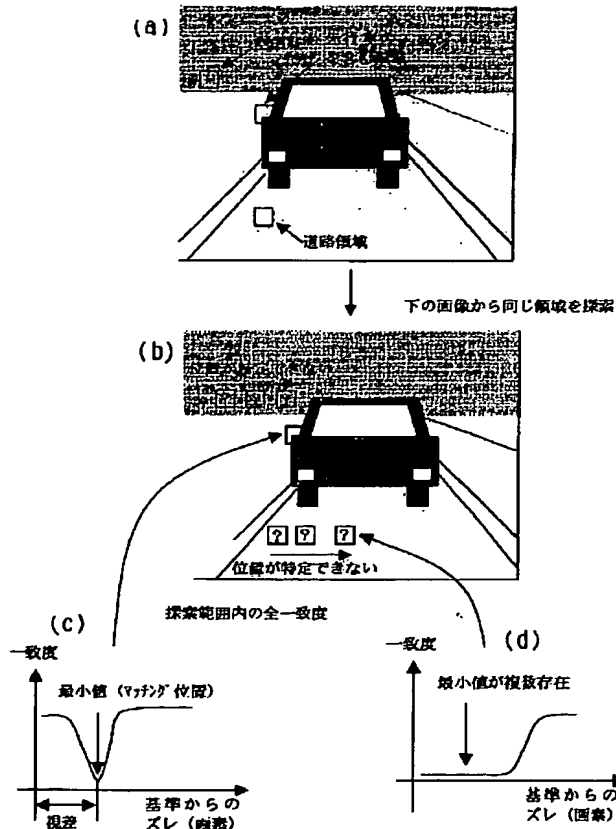 (a)
道路領域
下の画像から同じ領域を探索
(b)
? ? ?
位置が特定できない
探索範囲内の全一致度
(c)
(d)
一致度
一致度
最小値（マッチング位置）
最小値が複数存在
視差
基準からの
ズレ（画素）
基準からの
ズレ（画素）